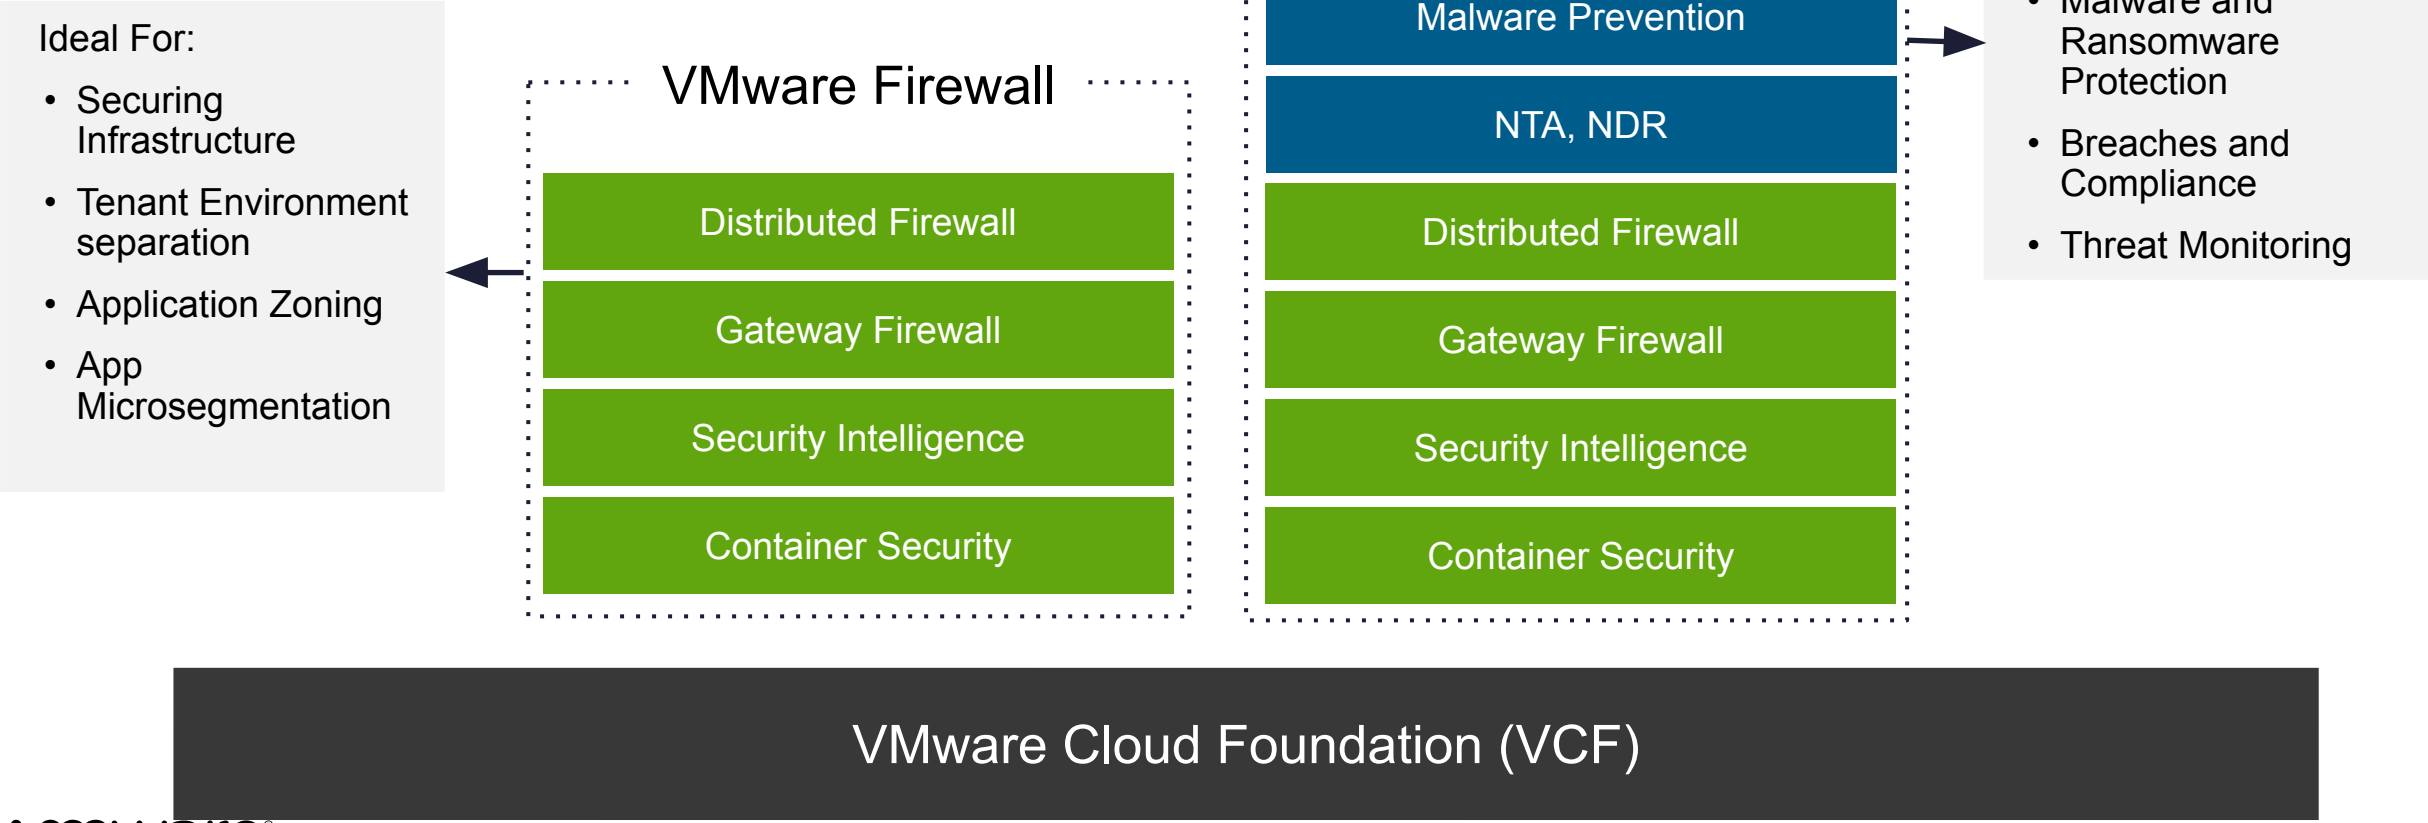 Ideal For:
• Securing
Infrastructure
• Tenant Environment
separation
• Application Zoning
• App
Microsegmentation
VMware Firewall
Distributed Firewall
Gateway Firewall
Security Intelligence
Container Security
Malware Prevention
NTA, NDR
Distributed Firewall
Gateway Firewall
Security Intelligence
Container Security
• Malware and
Ransomware
Protection
• Breaches and
Compliance
• Threat Monitoring
VMware Cloud Foundation (VCF)